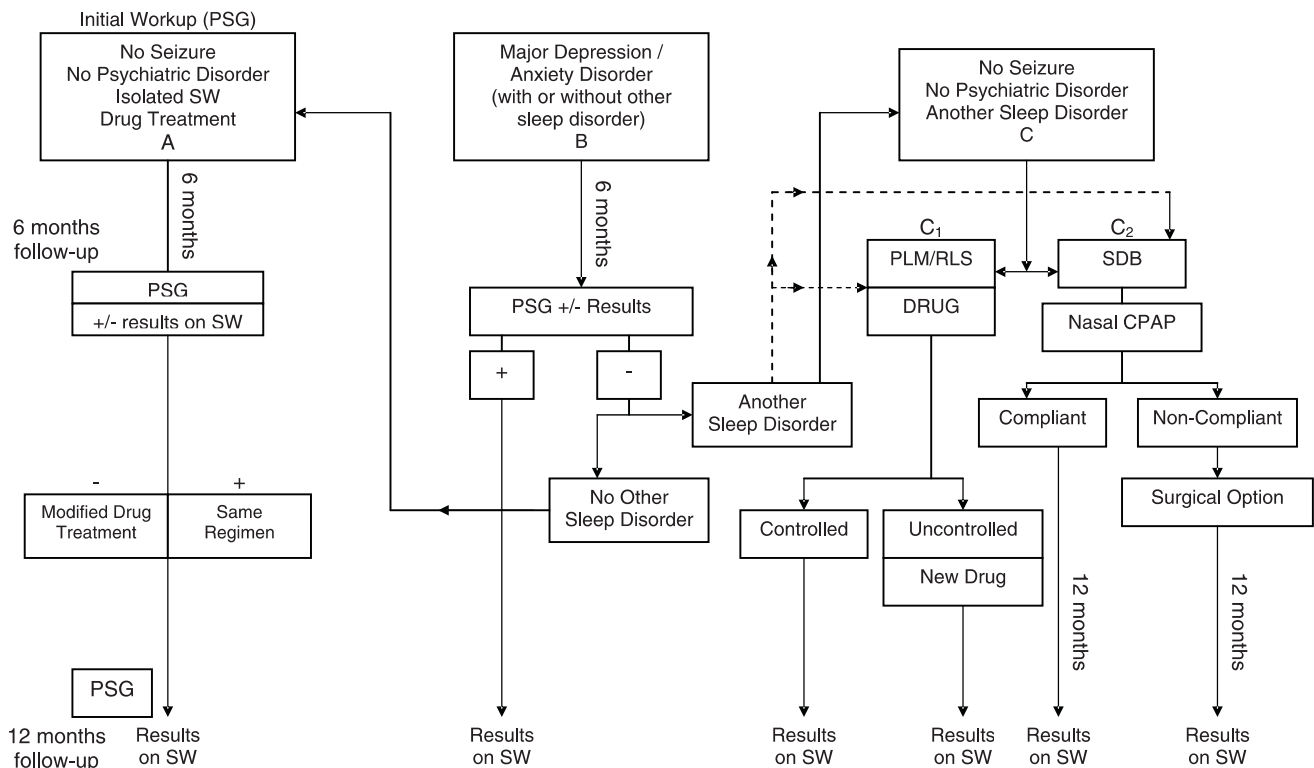 Initial Workup (PSG)
No Seizure
No Psychiatric Disorder
Isolated SW
Drug Treatment
A
6 months
6 months
follow-up
PSG
+/- results on SW
-
+
Modified Drug
Treatment
Same
Regimen
PSG
12 months
follow-up
Results
on SW
Major Depression /
Anxiety Disorder
(with or without other
sleep disorder)
B
6 months
PSG +/- Results
+
-
Another
Sleep Disorder
No Other
Sleep Disorder
Results
on SW
No Seizure
No Psychiatric Disorder
Another Sleep Disorder
C
C₁
PLM/RLS
DRUG
Controlled
Uncontrolled
New Drug
Results
on SW
Results
on SW
C₂
SDB
Nasal CPAP
Compliant
Non-Compliant
Surgical Option
12 months
12 months
Results
on SW
Results
on SW